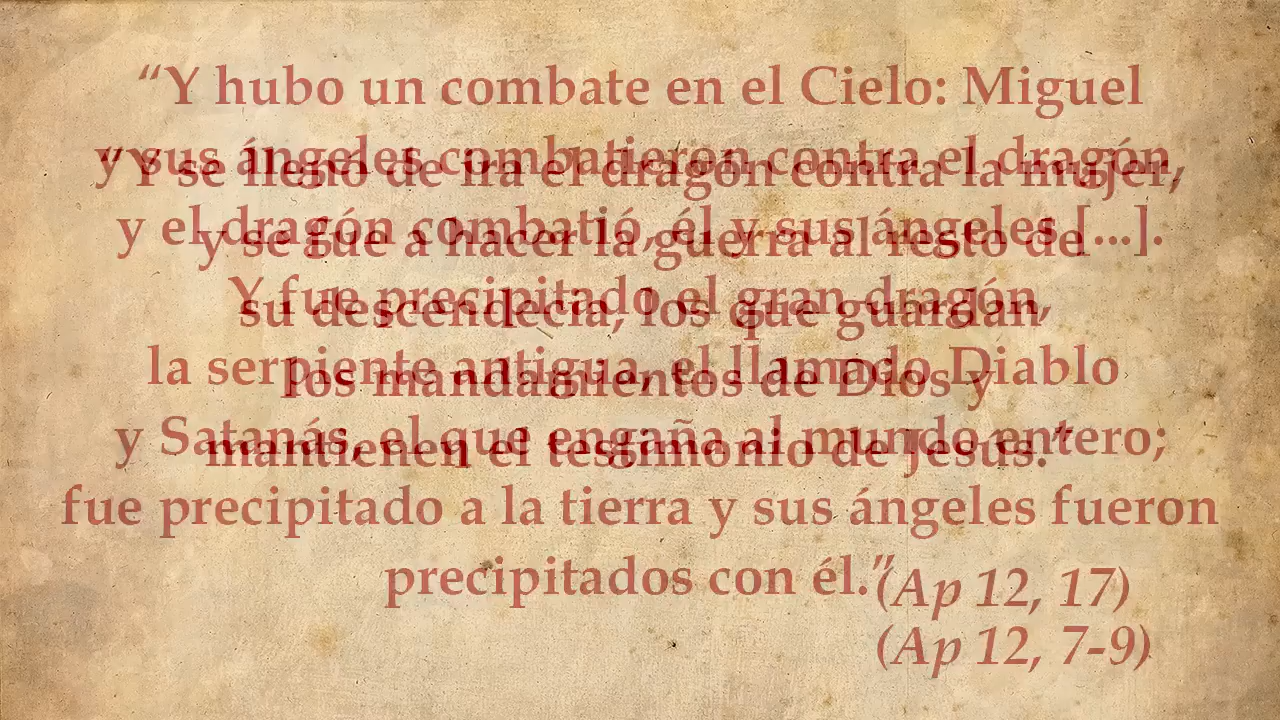 “Y hubo un combate en el Cielo: Miguel
y sus ángeles combatieron contra el dragón,
y el dragón combatió, él y sus ángeles [...].
Y fue precipitado el gran dragón,
la serpiente antigua, el llamado Diablo
y Satanás, el que engaña al mundo entero;
fue precipitado a la tierra y sus ángeles fueron
precipitados con él.”
(Ap 12, 7-9)
“Y se llenó de ira el dragón contra la mujer,
y se fue a hacer la guerra al resto de
su descendecia, los que guardan
los mandamientos de Dios y
mantienen el testimonio de Jesús.”
(Ap 12, 17)